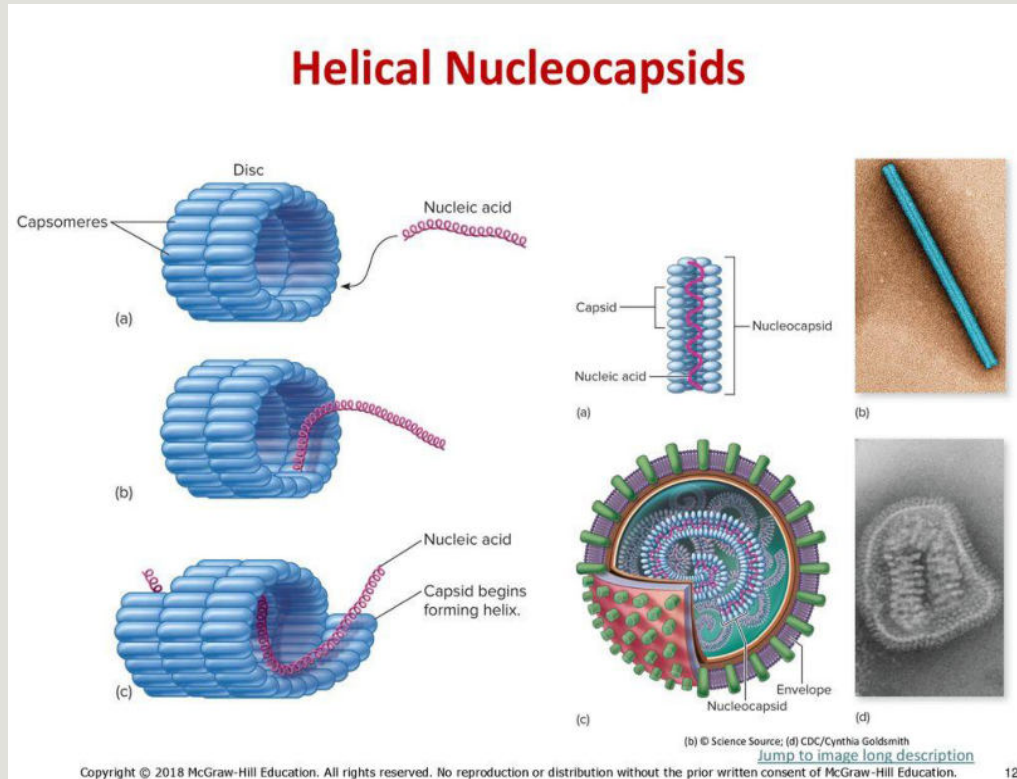 Helical Nucleocapsids
Disc
Capsomeres
Nucleic acid
(a)
(b)
Nucleic acid
Capsid begins
forming helix.
(c)
Capsid
Nucleocapsid
Nucleic acid
(a)
(b)
Envelope
Nucleocapsid
(c)
(d)
(b) © Science Source; (d) CDC/Cynthia Goldsmith
Jump to image long description
Copyright © 2018 McGraw-Hill Education. All rights reserved. No reproduction or distribution without the prior written consent of McGraw-Hill Education. 12